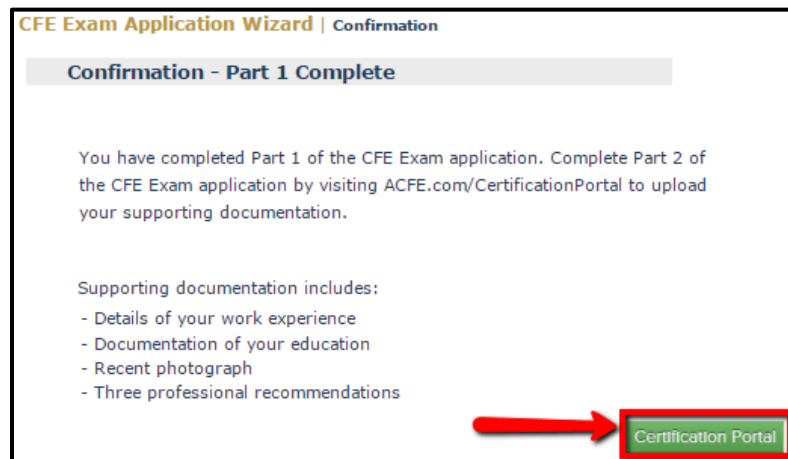 CFE Exam Application Wizard | Confirmation
Confirmation - Part 1 Complete
You have completed Part 1 of the CFE Exam application. Complete Part 2 of
the CFE Exam application by visiting ACFE.com/CertificationPortal to upload
your supporting documentation.
Supporting documentation includes:
- Details of your work experience
- Documentation of your education
- Recent photograph
- Three professional recommendations
Certification Portal